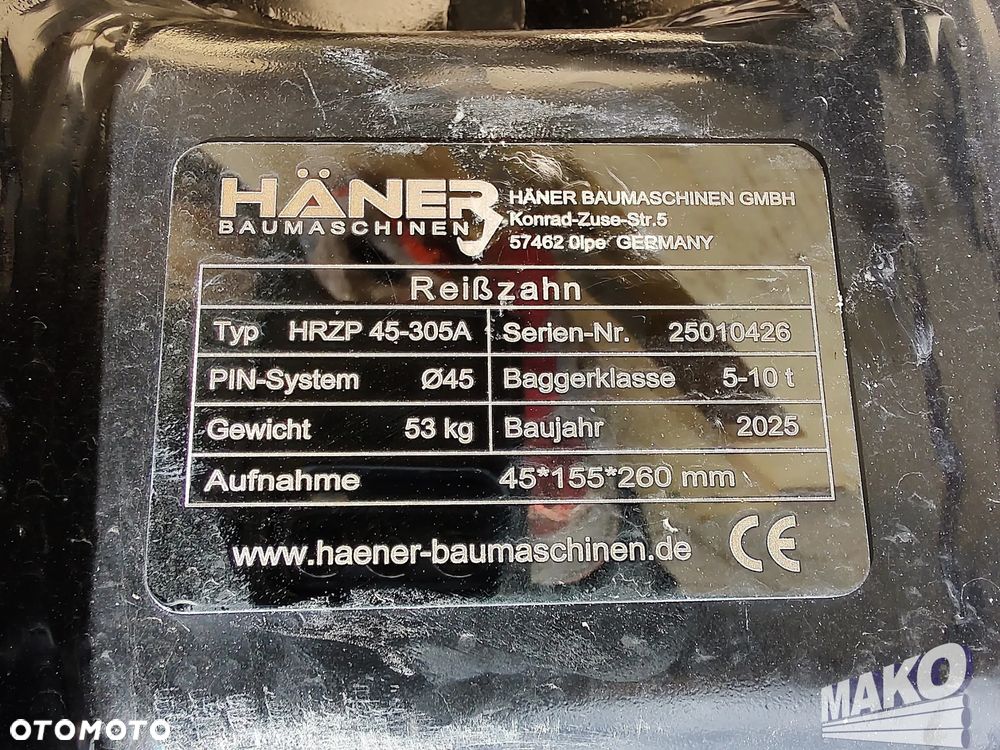 HÄNER
BAUMASCHINEN
HÄNER BAUMASCHINEN GMBH
Konrad-Zuse-Str.5
57462 Olpe GERMANY
Reißzahn
Typ HRZP 45-305A Serien-Nr. 25010426
PIN-System Ø45 Baggerklasse 5-10 t
Gewicht 53 kg Baujahr 2025
Aufnahme 45*155*260 mm
www.haener-baumaschinen.de CE
MAKO
OTOMOTO